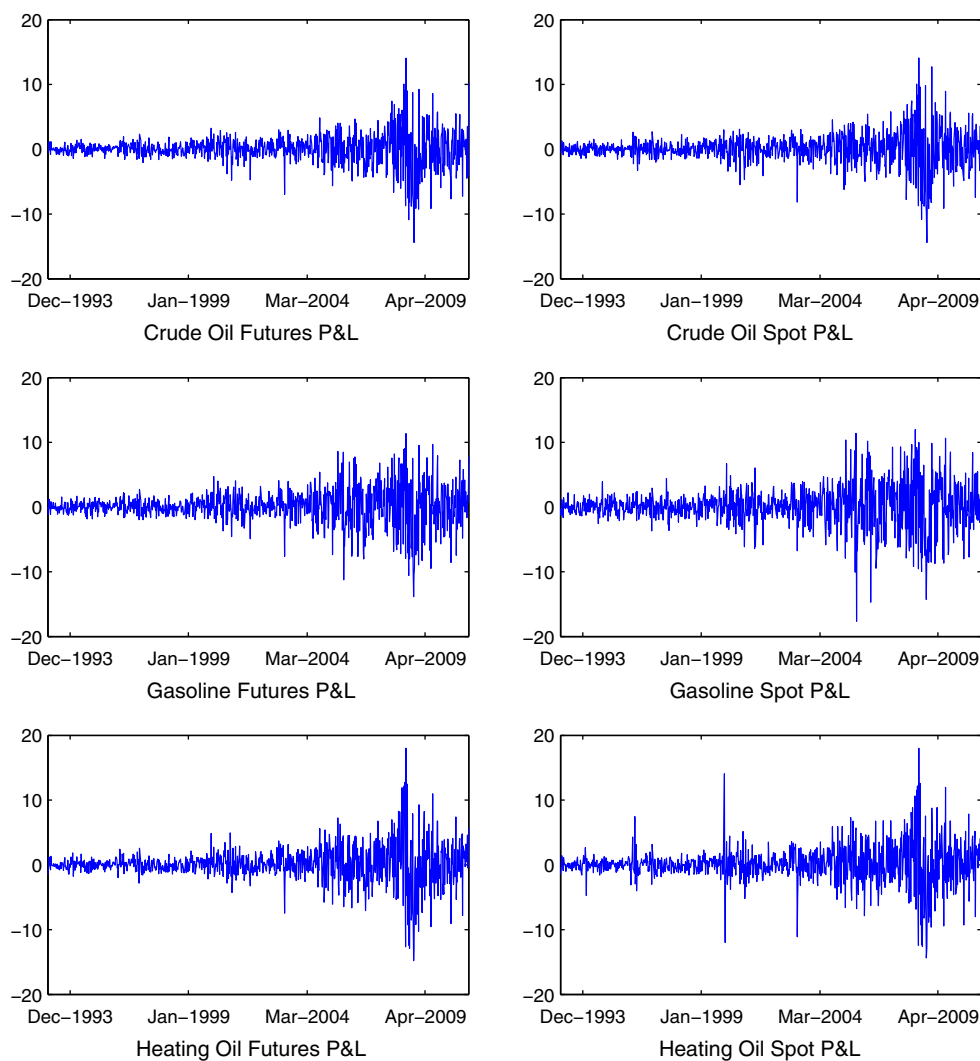 20
10
0
−10
−20
Dec−1993 Jan−1999 Mar−2004 Apr−2009
Crude Oil Futures P&L
20
10
0
−10
−20
Dec−1993 Jan−1999 Mar−2004 Apr−2009
Crude Oil Spot P&L
20
10
0
−10
−20
Dec−1993 Jan−1999 Mar−2004 Apr−2009
Gasoline Futures P&L
20
10
0
−10
−20
Dec−1993 Jan−1999 Mar−2004 Apr−2009
Gasoline Spot P&L
20
10
0
−10
−20
Dec−1993 Jan−1999 Mar−2004 Apr−2009
Heating Oil Futures P&L
20
10
0
−10
−20
Dec−1993 Jan−1999 Mar−2004 Apr−2009
Heating Oil Spot P&L